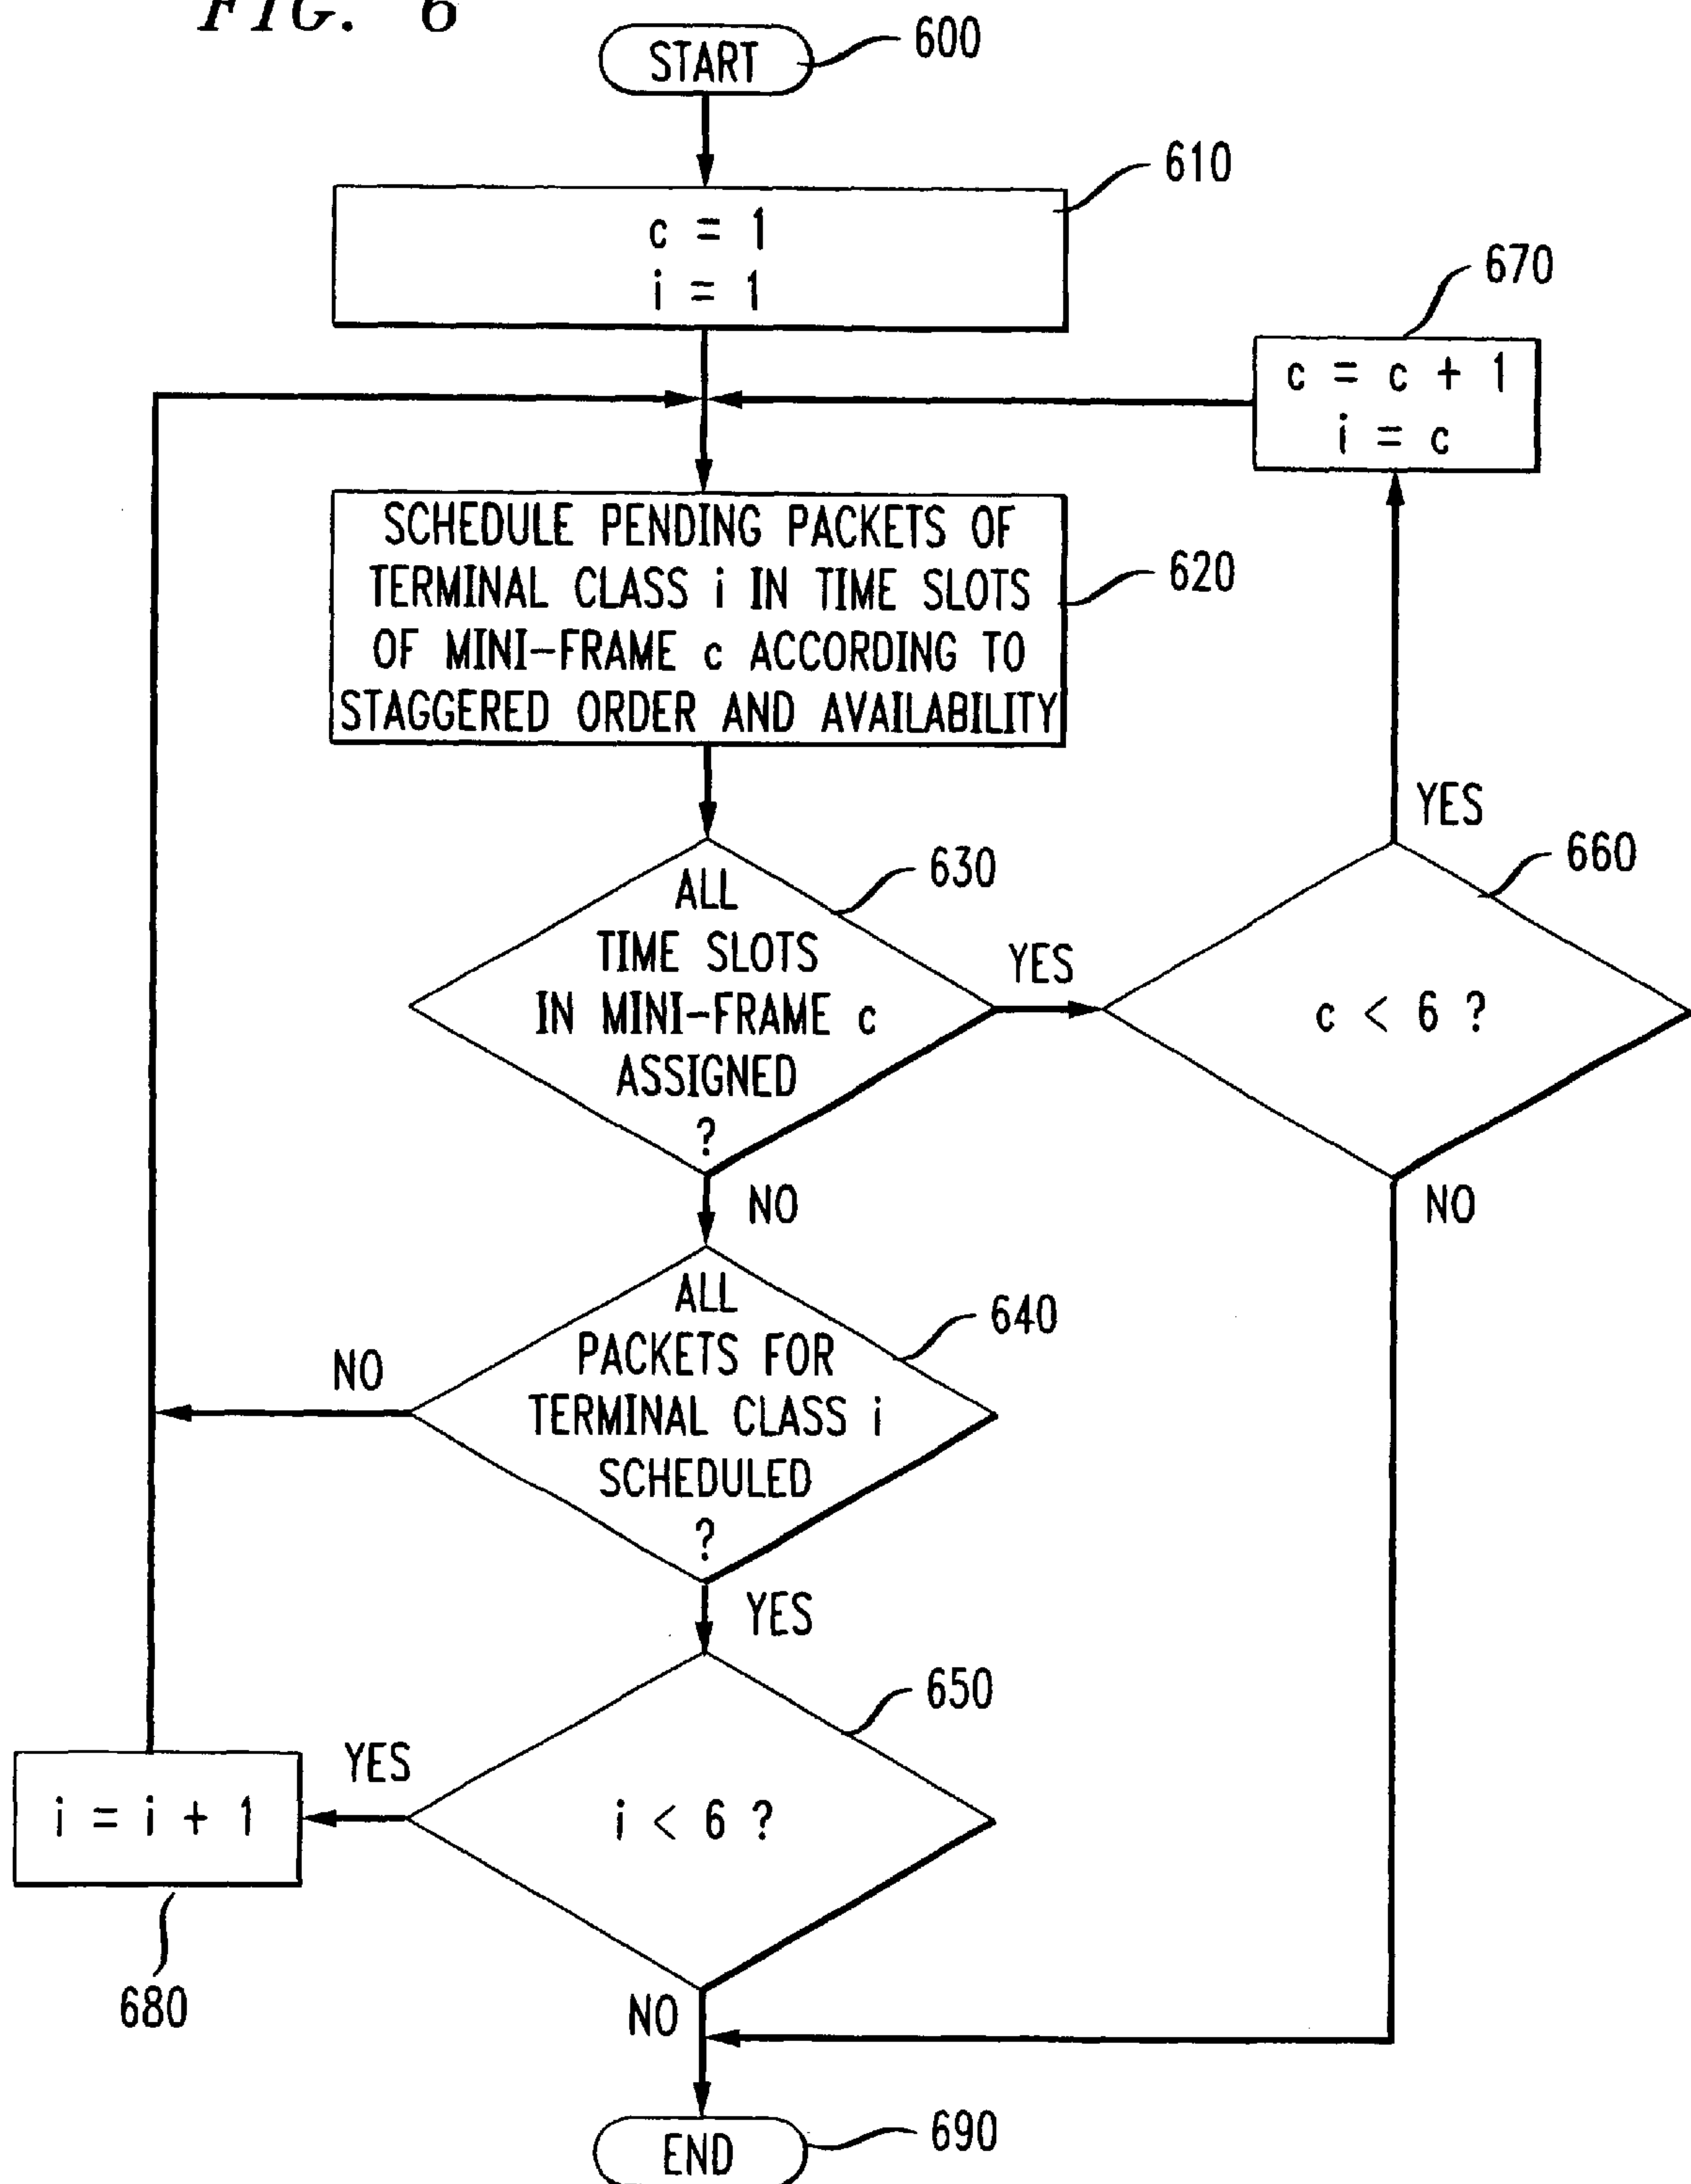 FIG. 6
START
600
610
c = 1
i = 1
670
c = c + 1
i = c
SCHEDULE PENDING PACKETS OF
TERMINAL CLASS i IN TIME SLOTS
OF MINI-FRAME c ACCORDING TO
STAGGERED ORDER AND AVAILABILITY
620
YES
630
660
ALL
TIME SLOTS
IN MINI-FRAME c
ASSIGNED
?
YES
c < 6 ?
NO
NO
640
ALL
PACKETS FOR
TERMINAL CLASS i
SCHEDULED
?
NO
YES
650
YES
i < 6 ?
i = i + 1
680
NO
END
690